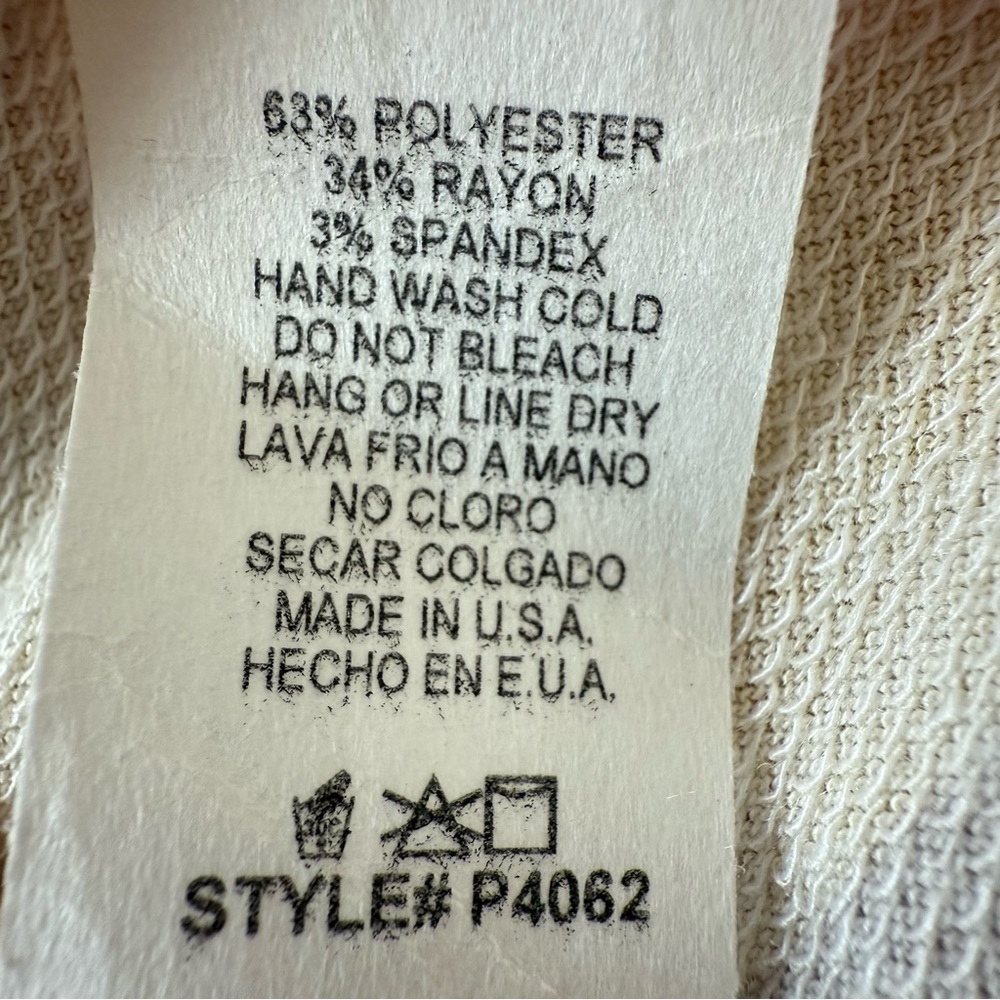 63% POLYESTER
34% RAYON
3% SPANDEX
HAND WASH COLD
DO NOT BLEACH
HANG OR LINE DRY
LAVA FRIO A MANO
NO CLORO
SECAR COLGADO
MADE IN U.S.A.
HECHO EN E.U.A.
STYLE# P4062